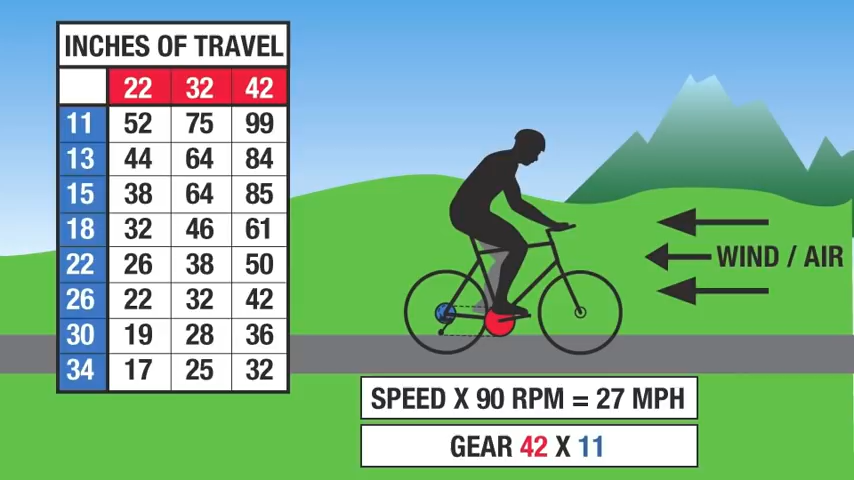 INCHES OF TRAVEL
22 32 42
11 52 75 99
13 44 64 84
15 38 64 85
18 32 46 61
22 26 38 50
26 22 32 42
30 19 28 36
34 17 25 32
WIND / AIR
SPEED X 90 RPM = 27 MPH
GEAR 42 X 11